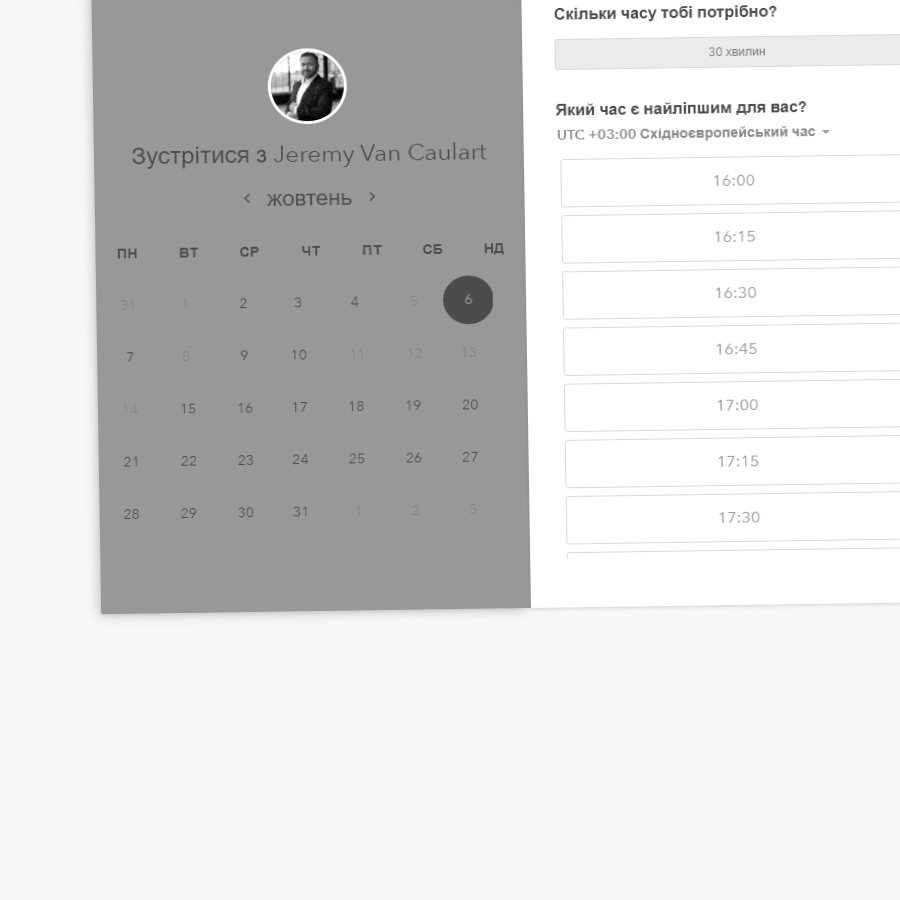 Зустрітися з Jeremy Van Caulart
жовтень
ПН ВТ СР ЧТ ПТ СБ НД
31 1 2 3 4 5 6
7 8 9 10 11 12 13
14 15 16 17 18 19 20
21 22 23 24 25 26 27
28 29 30 31 1 2 3
Скільки часу тобі потрібно?
30 хвилин
Який час є найліпшим для вас?
UTC +03:00 Східноєвропейський час
16:00
16:15
16:30
16:45
17:00
17:15
17:30